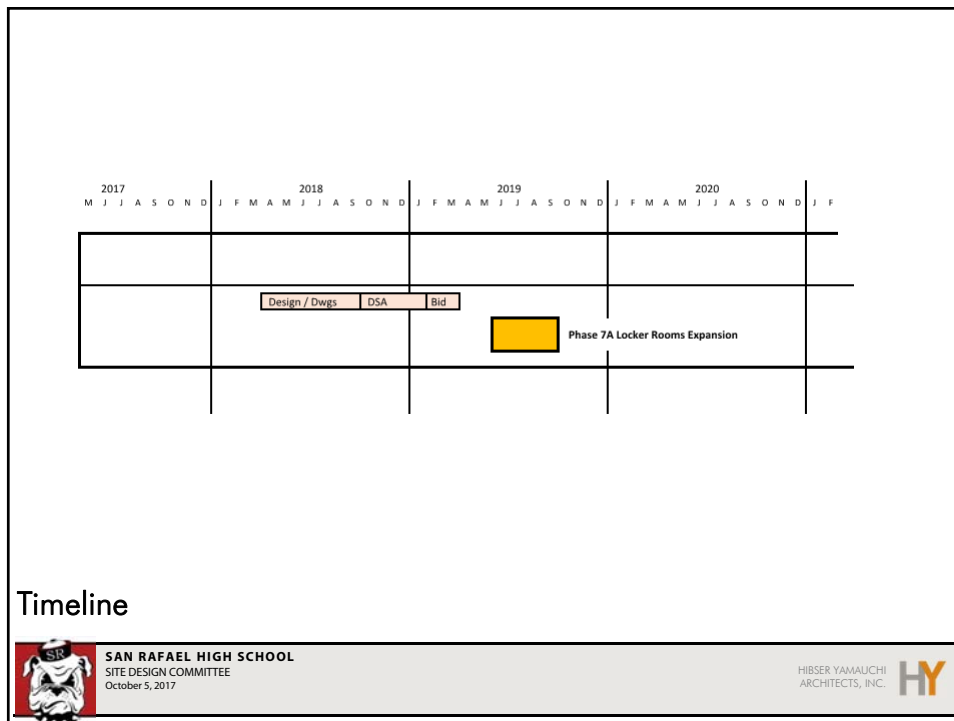 2017 2018 2019 2020
M J J A S O N D J F M A M J J A S O N D J F M A M J J A S O N D J F M A M J J A S O N D J F
Design / Dwgs DSA Bid
Phase 7A Locker Rooms Expansion
Timeline
SR
SAN RAFAEL HIGH SCHOOL
SITE DESIGN COMMITTEE
October 5, 2017
HIBSER YAMAUCHI
ARCHITECTS, INC.
HY